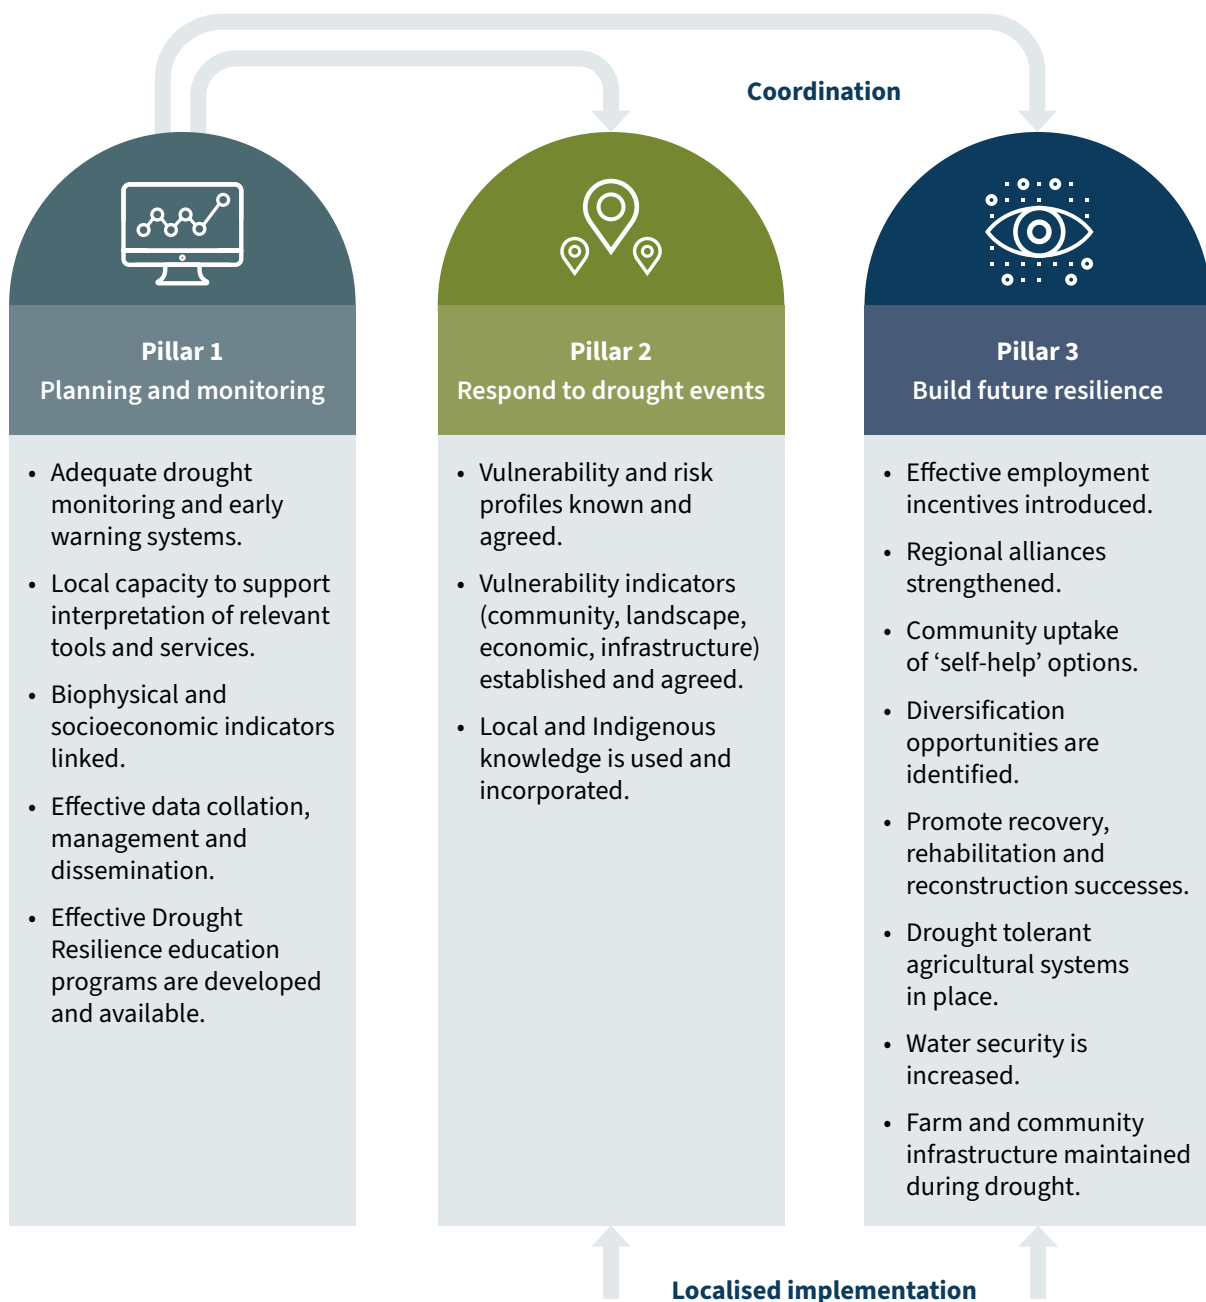 Coordination
Pillar 1
Planning and monitoring
• Adequate drought
monitoring and early
warning systems.
• Local capacity to support
interpretation of relevant
tools and services.
• Biophysical and
socioeconomic indicators
linked.
• Effective data collation,
management and
dissemination.
• Effective Drought
Resilience education
programs are developed
and available.
Pillar 2
Respond to drought events
• Vulnerability and risk
profiles known and
agreed.
• Vulnerability indicators
(community, landscape,
economic, infrastructure)
established and agreed.
• Local and Indigenous
knowledge is used and
incorporated.
Pillar 3
Build future resilience
• Effective employment
incentives introduced.
• Regional alliances
strengthened.
• Community uptake
of ‘self-help’ options.
• Diversification
opportunities are
identified.
• Promote recovery,
rehabilitation and
reconstruction successes.
• Drought tolerant
agricultural systems
in place.
• Water security is
increased.
• Farm and community
infrastructure maintained
during drought.
Localised implementation